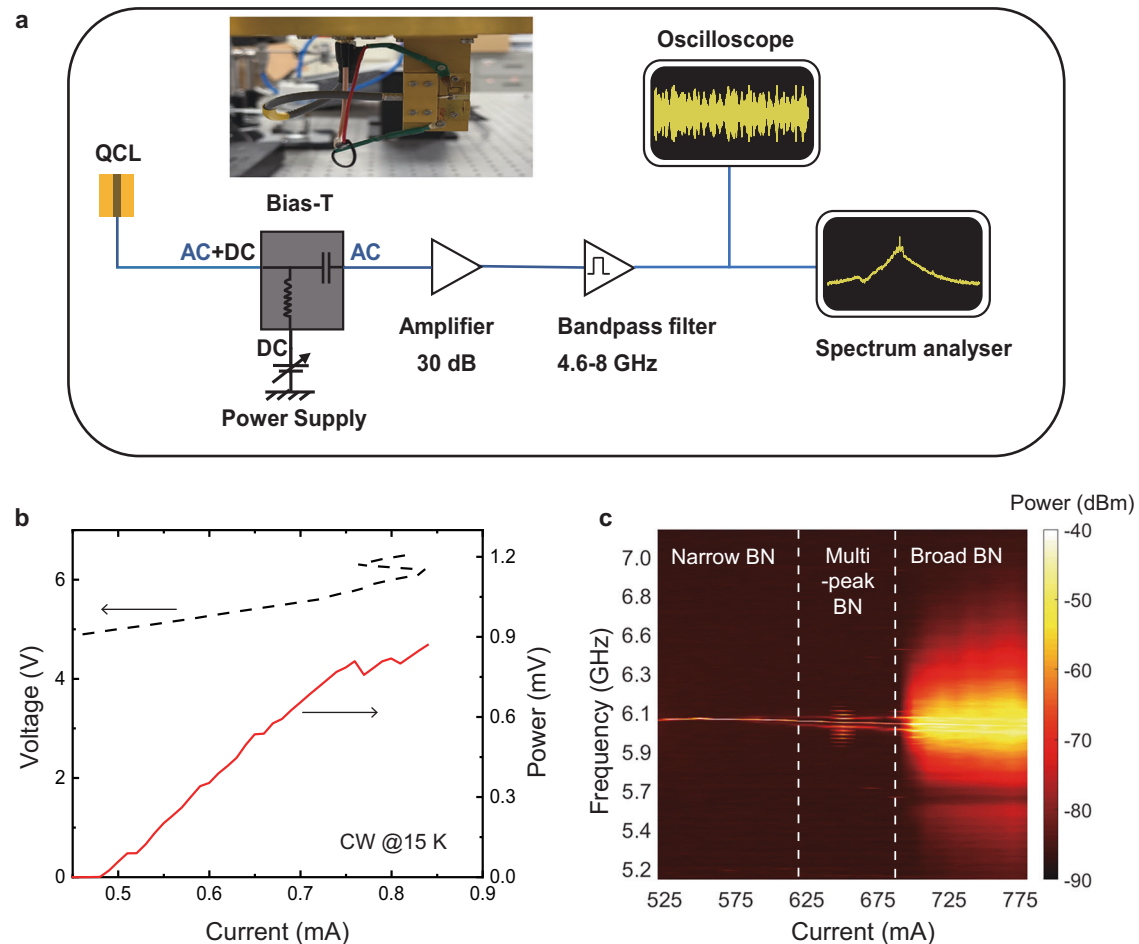 a
Oscilloscope
QCL
Bias-T
AC+DC
AC
DC
Power Supply
Amplifier
30 dB
Bandpass filter
4.6-8 GHz
Spectrum analyser
b
Voltage (V)
6
4
2
0
1.2
0.9
0.6
0.3
0.0
Power (mV)
CW @15 K
0.5 0.6 0.7 0.8 0.9
Current (mA)
c
Power (dBm)
Narrow BN
Multi
-peak
BN
Broad BN
Frequency (GHz)
7.0
6.8
6.6
6.3
6.1
5.9
5.7
5.4
5.2
525 575 625 675 725 775
Current (mA)
-40
-50
-60
-70
-80
-90